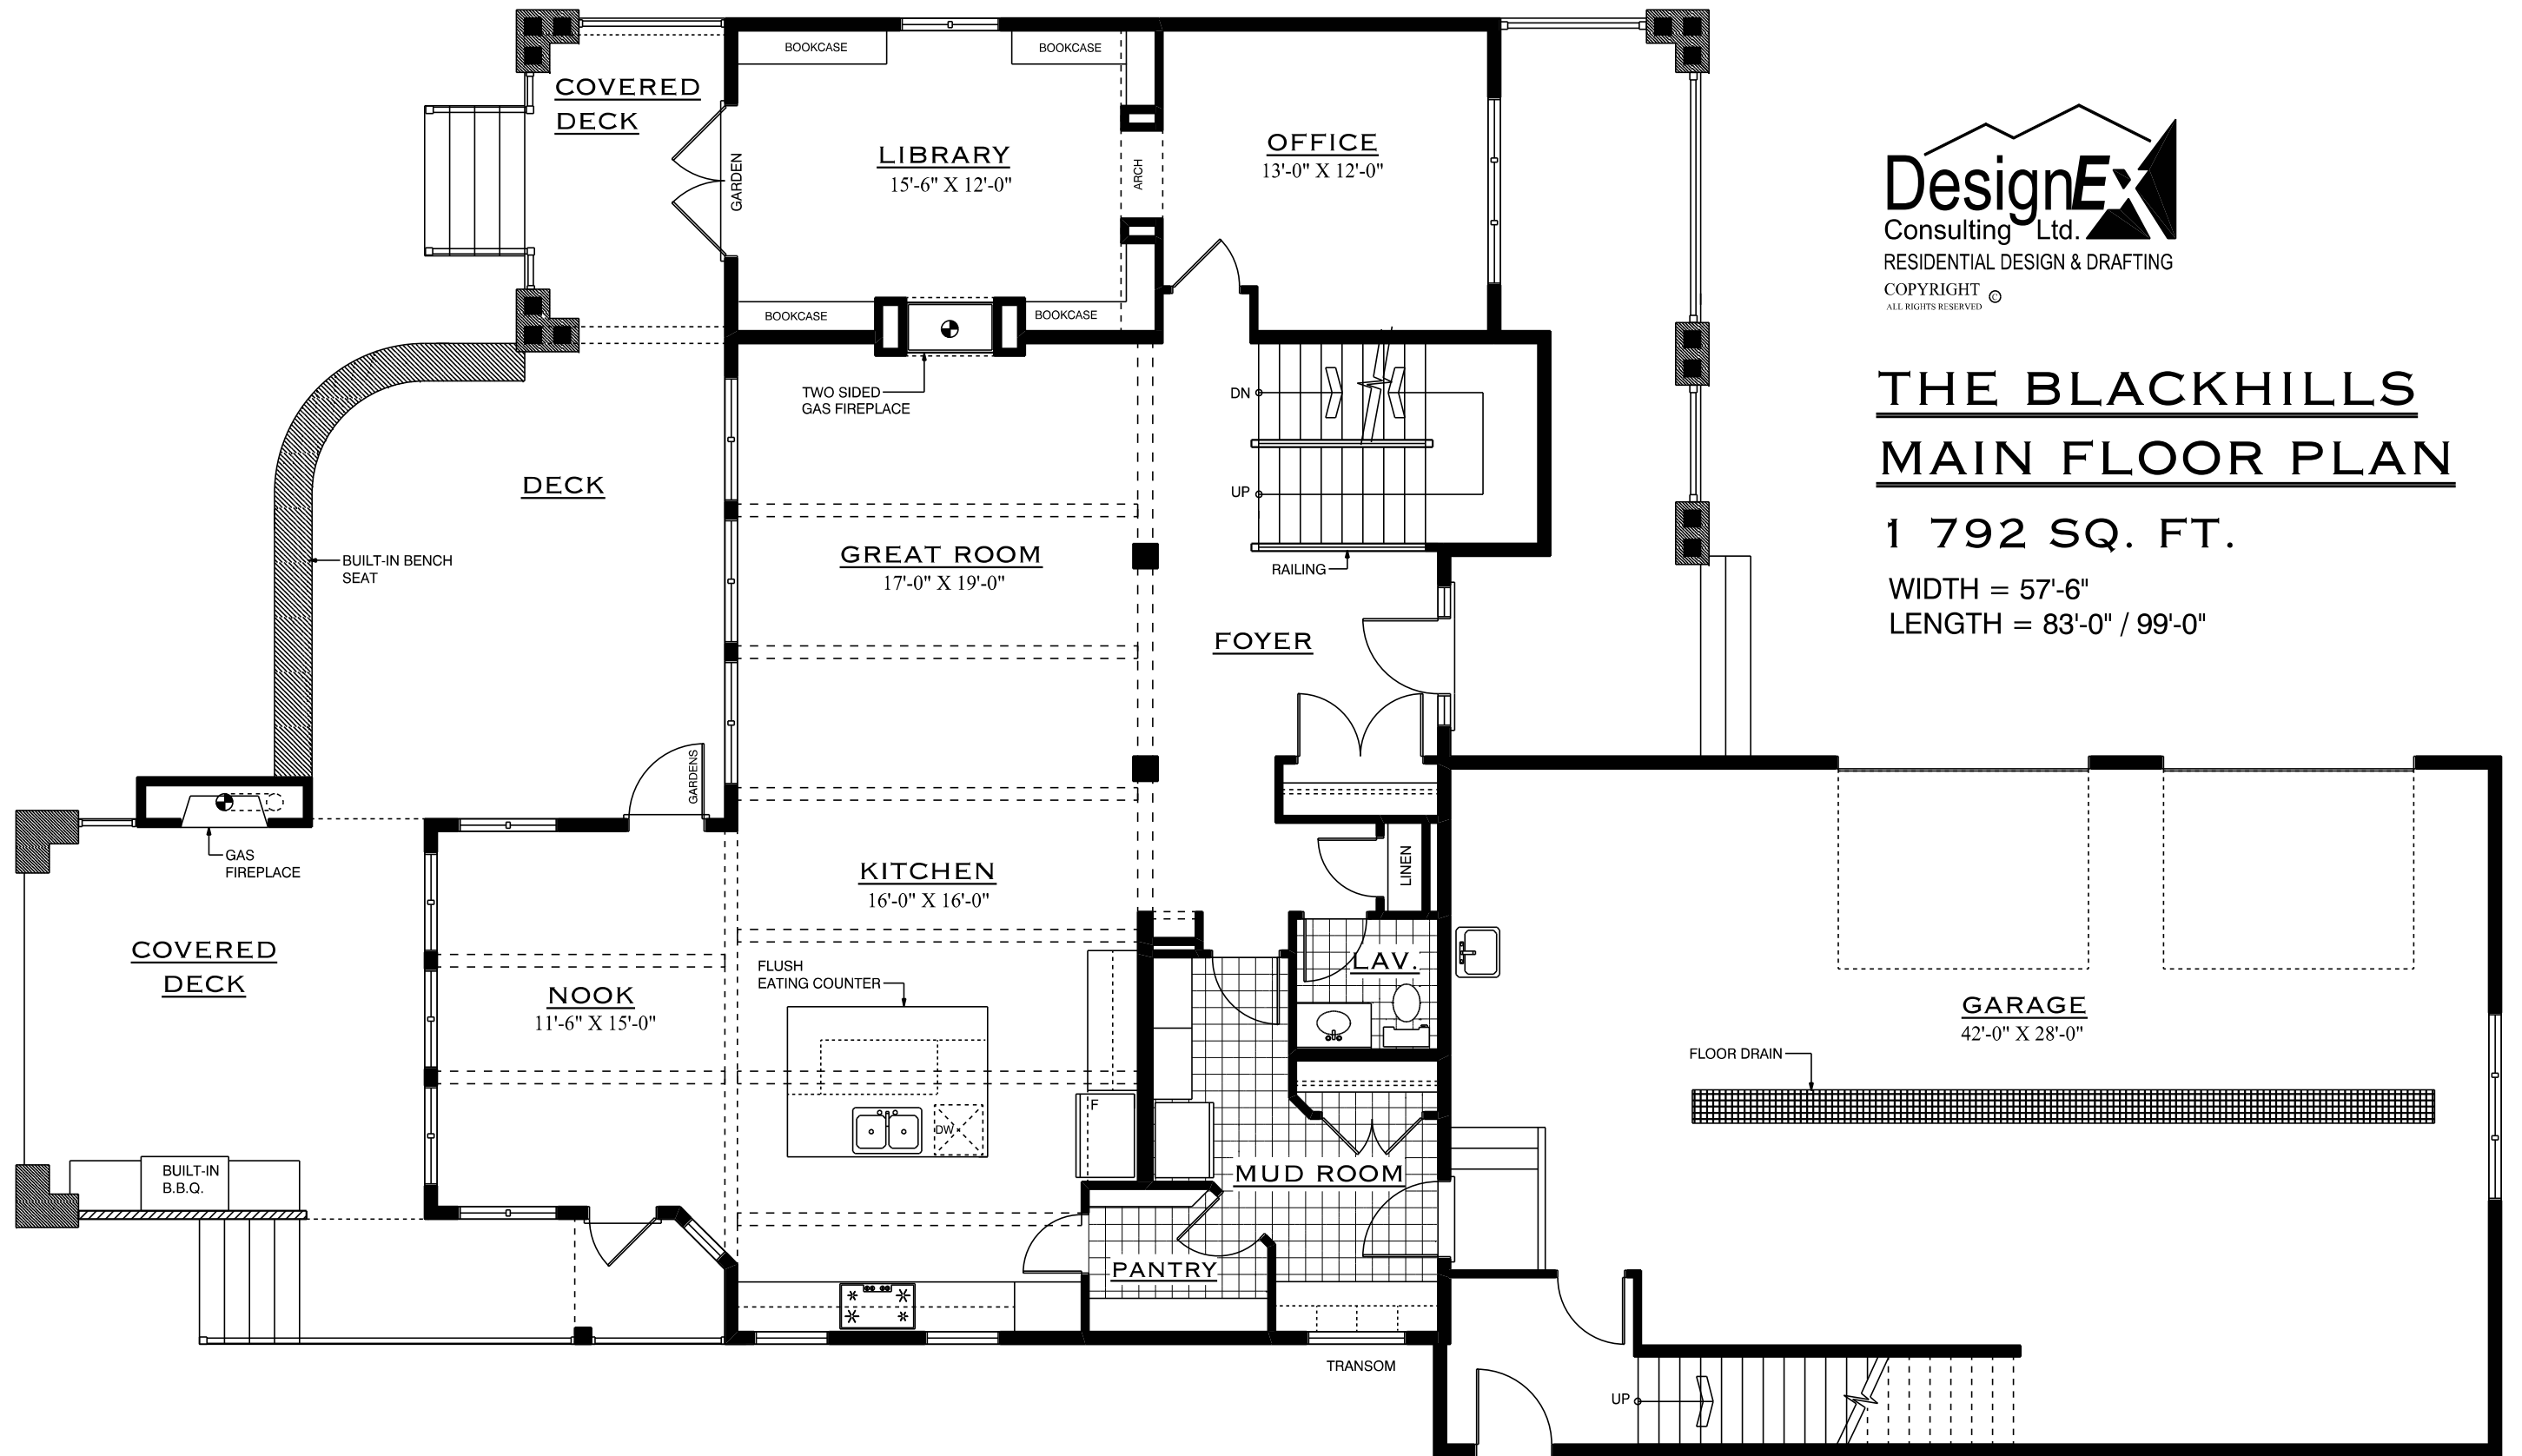 BOOKCASE
BOOKCASE
COVERED
DECK
GARDEN
LIBRARY
15'-6" X 12'-0"
ARCH
OFFICE
13'-0" X 12'-0"
BOOKCASE
BOOKCASE
TWO SIDED
GAS FIREPLACE
DN
UP
RAILING
DECK
BUILT-IN BENCH
SEAT
GREAT ROOM
17'-0" X 19'-0"
FOYER
GARDENS
GAS
FIREPLACE
KITCHEN
16'-0" X 16'-0"
LINEN
COVERED
DECK
NOOK
11'-6" X 15'-0"
FLUSH
EATING COUNTER
LAV.
F
DW
BUILT-IN
B.B.Q.
MUD ROOM
PANTRY
TRANSOM
GARAGE
42'-0" X 28'-0"
FLOOR DRAIN
UP
DesignEX
Consulting Ltd.
RESIDENTIAL DESIGN & DRAFTING
COPYRIGHT ©
ALL RIGHTS RESERVED
THE BLACKHILLS
MAIN FLOOR PLAN
1 792 SQ. FT.
WIDTH = 57'-6"
LENGTH = 83'-0" / 99'-0"